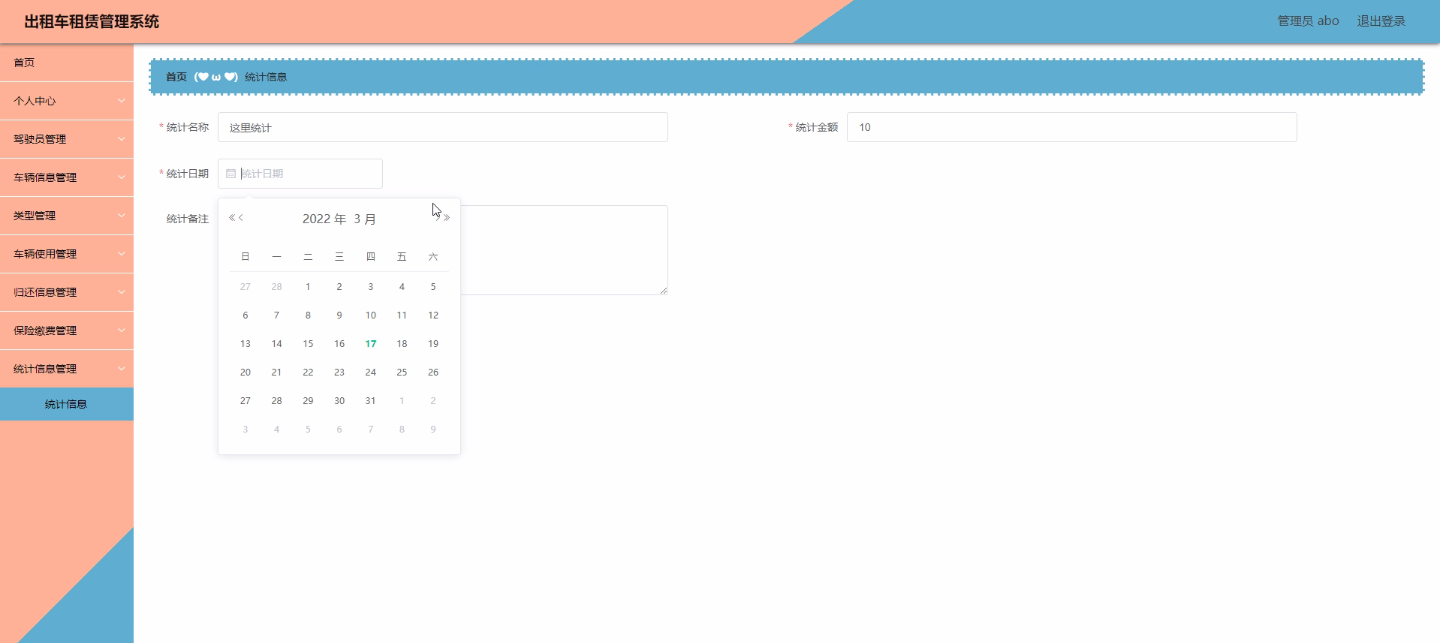 出租车租赁管理系统
管理员 abo 退出登录
首页
个人中心
驾驶员管理
车辆信息管理
类型管理
车辆使用管理
归还信息管理
保险缴费管理
统计信息管理
统计信息
首页 (♥ω♥) 统计信息
* 统计名称 这里统计
* 统计金额 10
* 统计日期 统计日期
统计备注
2022 年 3 月
日 一 二 三 四 五 六
27 28 1 2 3 4 5
6 7 8 9 10 11 12
13 14 15 16 17 18 19
20 21 22 23 24 25 26
27 28 29 30 31 1 2
3 4 5 6 7 8 9